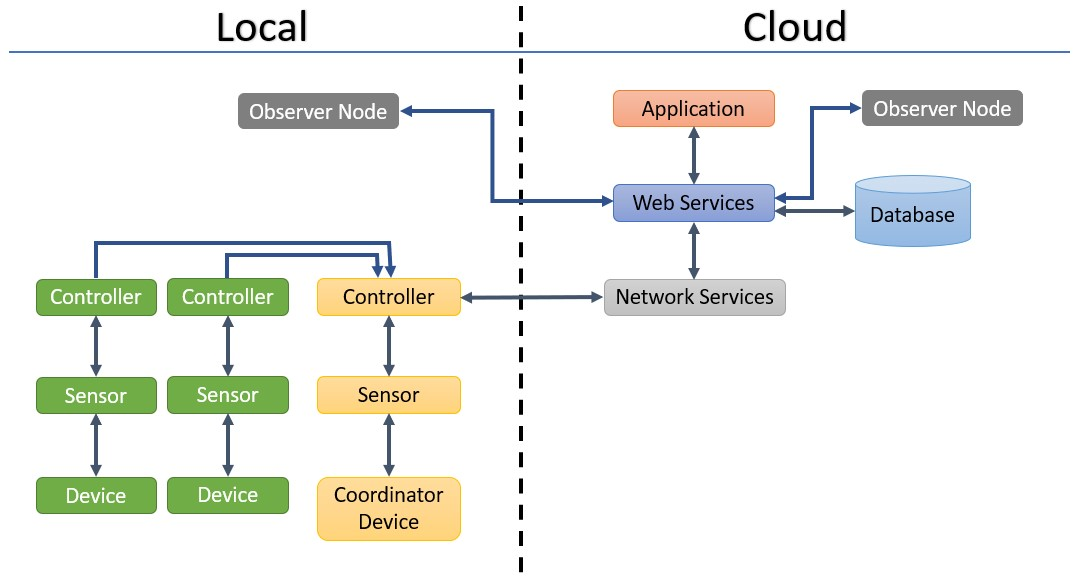 Local
Cloud
Observer Node
Application
Observer Node
Web Services
Database
Controller
Controller
Controller
Network Services
Sensor
Sensor
Sensor
Device
Device
Coordinator
Device